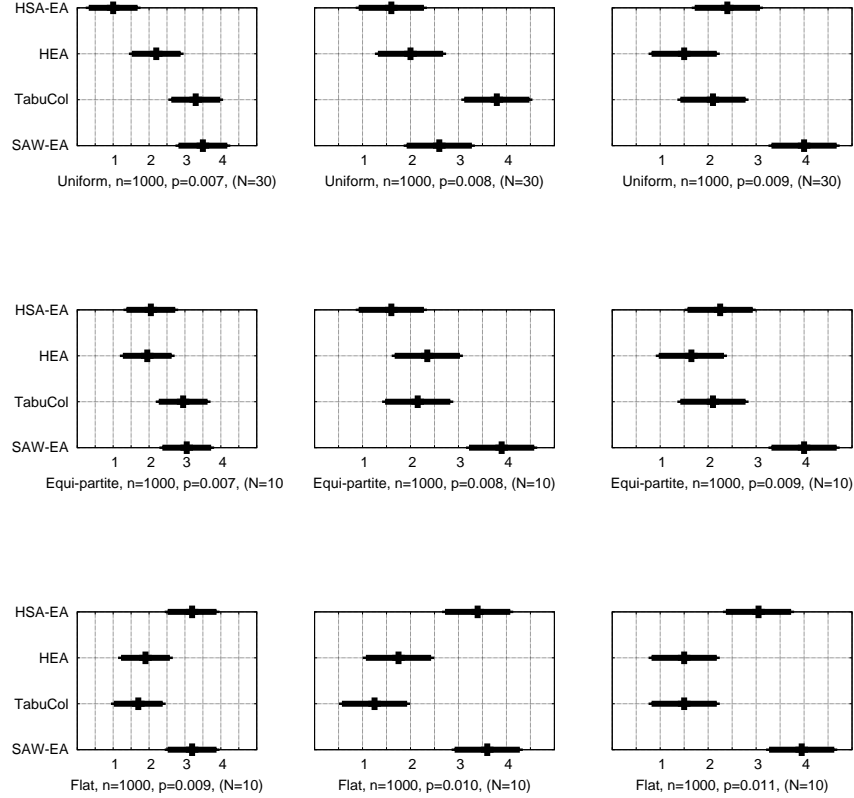 HSA-EA
HEA
TabuCol
SAW-EA
1 2 3 4
1 2 3 4
1 2 3 4
Uniform, n=1000, p=0.007, (N=30)
Uniform, n=1000, p=0.008, (N=30)
Uniform, n=1000, p=0.009, (N=30)
HSA-EA
HEA
TabuCol
SAW-EA
1 2 3 4
1 2 3 4
1 2 3 4
Equi-partite, n=1000, p=0.007, (N=10
Equi-partite, n=1000, p=0.008, (N=10)
Equi-partite, n=1000, p=0.009, (N=10)
HSA-EA
HEA
TabuCol
SAW-EA
1 2 3 4
1 2 3 4
1 2 3 4
Flat, n=1000, p=0.009, (N=10)
Flat, n=1000, p=0.010, (N=10)
Flat, n=1000, p=0.011, (N=10)